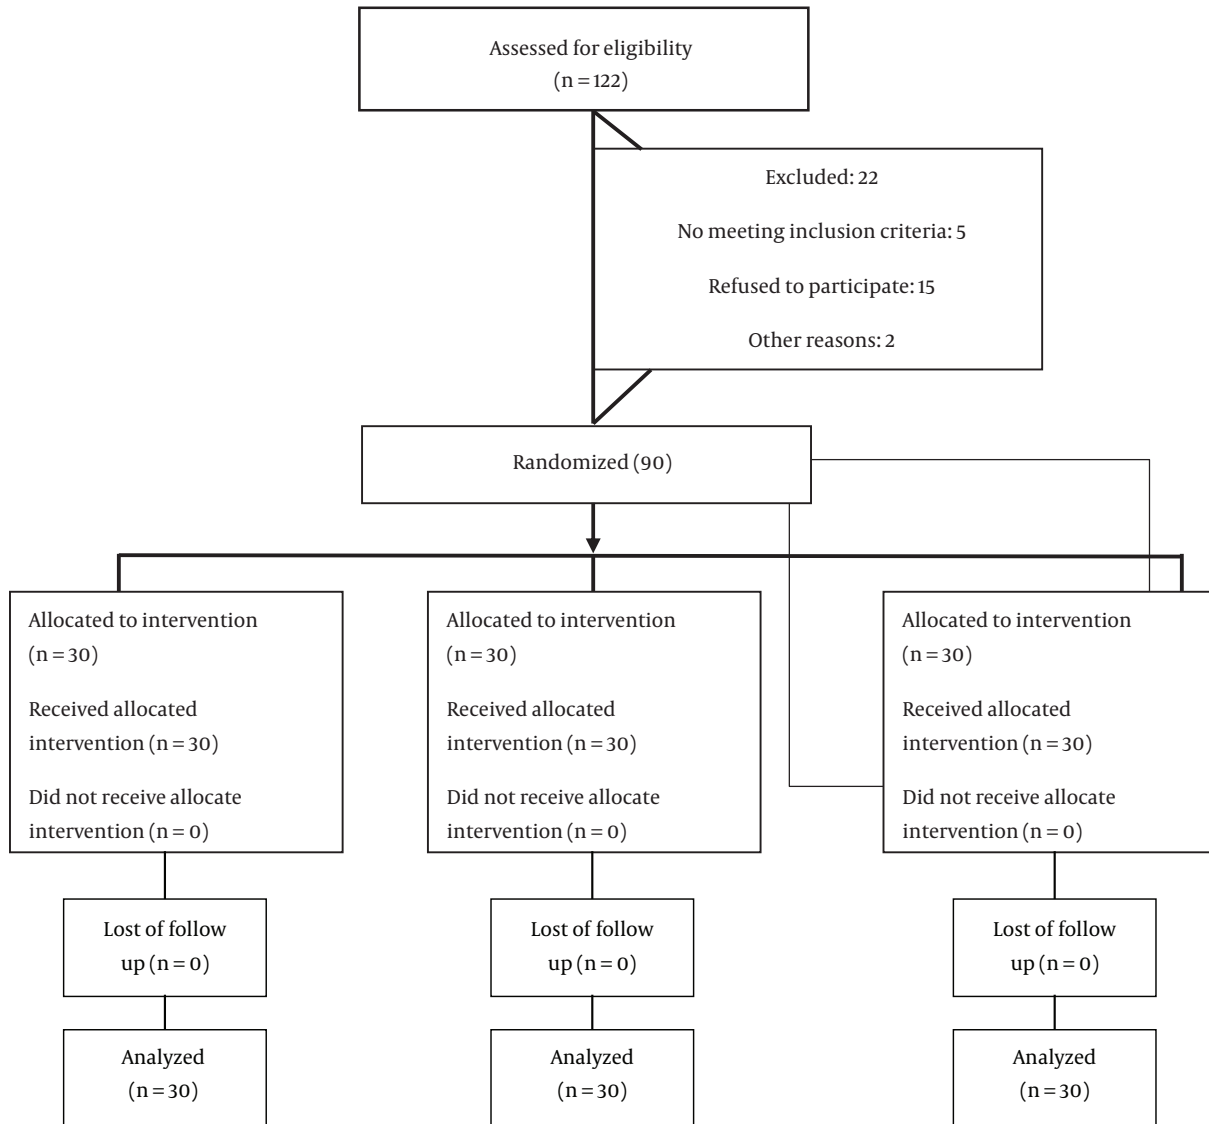 Assessed for eligibility
(n = 122)
Excluded: 22
No meeting inclusion criteria: 5
Refused to participate: 15
Other reasons: 2
Randomized (90)
Allocated to intervention
(n = 30)
Received allocated
intervention (n = 30)
Did not receive allocate
intervention (n = 0)
Allocated to intervention
(n = 30)
Received allocated
intervention (n = 30)
Did not receive allocate
intervention (n = 0)
Allocated to intervention
(n = 30)
Received allocated
intervention (n = 30)
Did not receive allocate
intervention (n = 0)
Lost of follow
up (n = 0)
Lost of follow
up (n = 0)
Lost of follow
up (n = 0)
Analyzed
(n = 30)
Analyzed
(n = 30)
Analyzed
(n = 30)